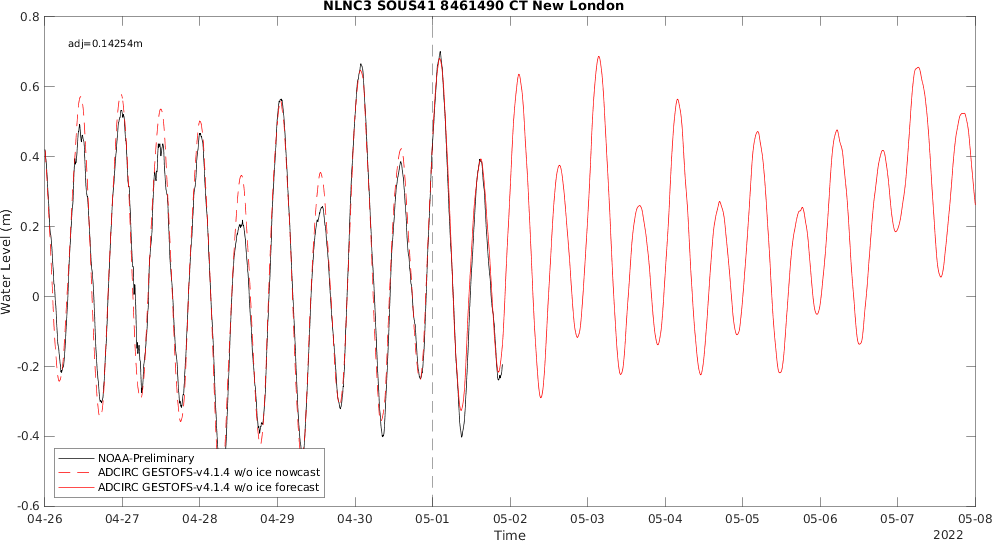 NLNC3 SOUS41 8461490 CT New London
adj=0.14254m
Water Level (m)
0.8
0.6
0.4
0.2
0
-0.2
-0.4
-0.6
NOAA-Preliminary
ADCIRC GESTOFS-v4.1.4 w/o ice nowcast
ADCIRC GESTOFS-v4.1.4 w/o ice forecast
04-26 04-27 04-28 04-29 04-30 05-01 05-02 05-03 05-04 05-05 05-06 05-07 05-08
Time
2022